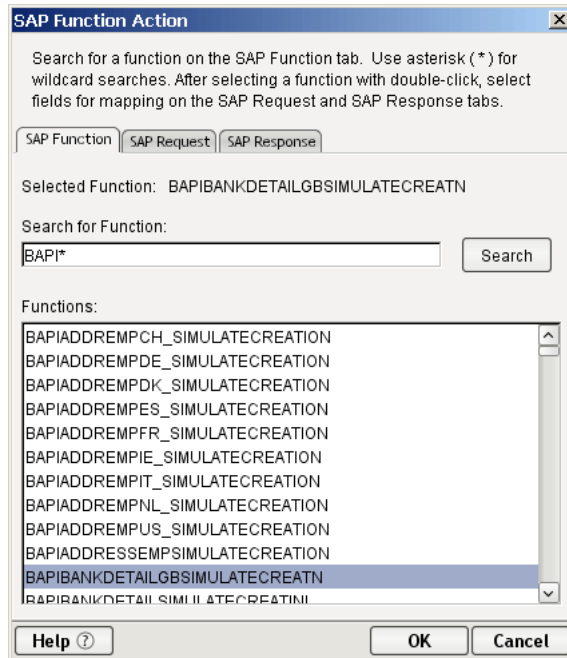 SAP Function Action
Search for a function on the SAP Function tab. Use asterisk ( * ) for
wildcard searches. After selecting a function with double-click, select
fields for mapping on the SAP Request and SAP Response tabs.
SAP Function SAP Request SAP Response
Selected Function: BAPIBANKDETAILGBSIMULATECREATN
Search for Function:
BAPI* Search
Functions:
BAPIADDREMPCH_SIMULATECREATION
BAPIADDREMPDE_SIMULATECREATION
BAPIADDREMPDK_SIMULATECREATION
BAPIADDREMPES_SIMULATECREATION
BAPIADDREMPFR_SIMULATECREATION
BAPIADDREMPIE_SIMULATECREATION
BAPIADDREMPIT_SIMULATECREATION
BAPIADDREMPNL_SIMULATECREATION
BAPIADDREMPUS_SIMULATECREATION
BAPIADDRESSEMPSIMULATECREATION
BAPIBANKDETAILGBSIMULATECREATN
Help ? OK Cancel